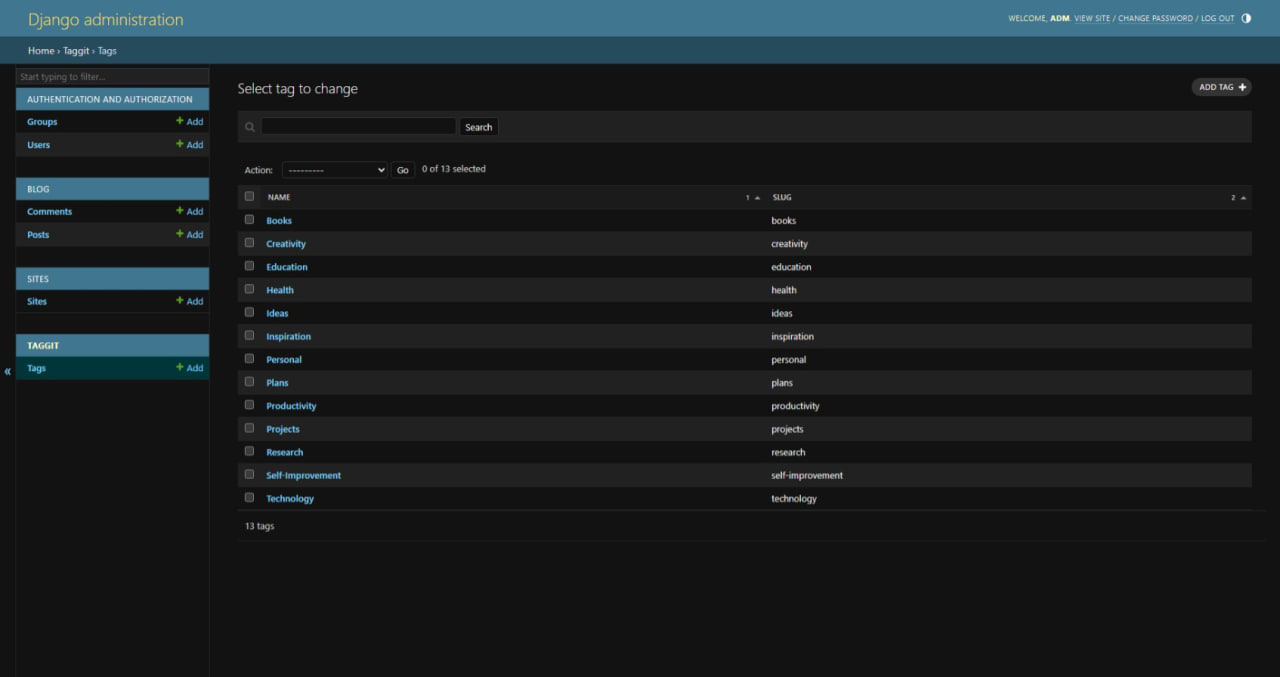 Django administration
WELCOME, ADM. VIEW SITE / CHANGE PASSWORD / LOG OUT
Home › Taggit › Tags
Start typing to filter...
AUTHENTICATION AND AUTHORIZATION
Groups + Add
Users + Add
BLOG
Comments + Add
Posts + Add
SITES
Sites + Add
TAGGIT
Tags + Add
«
Select tag to change
ADD TAG +
Search
Action: --------- Go 0 of 13 selected
NAME 1 SLUG 2
Books books
Creativity creativity
Education education
Health health
Ideas ideas
Inspiration inspiration
Personal personal
Plans plans
Productivity productivity
Projects projects
Research research
Self-Improvement self-improvement
Technology technology
13 tags